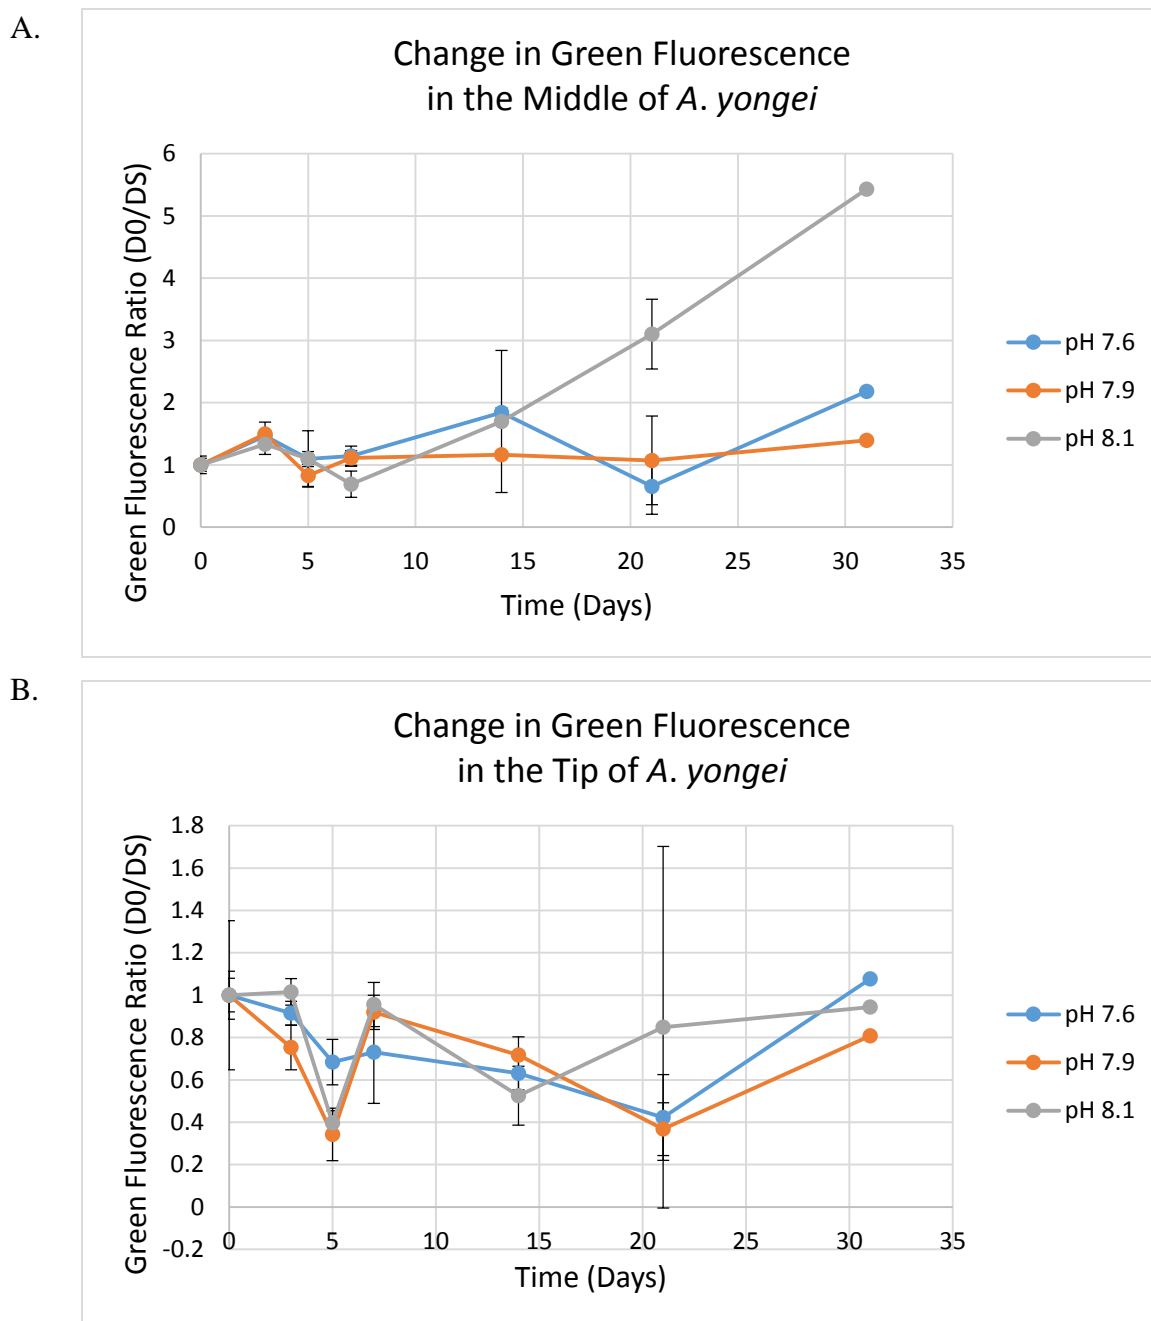 A.
Change in Green Fluorescence
in the Middle of A. yongei
Green Fluorescence Ratio (D0/DS)
6
5
4
3
2
1
0
0 5 10 15 20 25 30 35
Time (Days)
pH 7.6
pH 7.9
pH 8.1
B.
Change in Green Fluorescence
in the Tip of A. yongei
Green Fluorescence Ratio (D0/DS)
1.8
1.6
1.4
1.2
1
0.8
0.6
0.4
0.2
0
-0.2
0 5 10 15 20 25 30 35
Time (Days)
pH 7.6
pH 7.9
pH 8.1